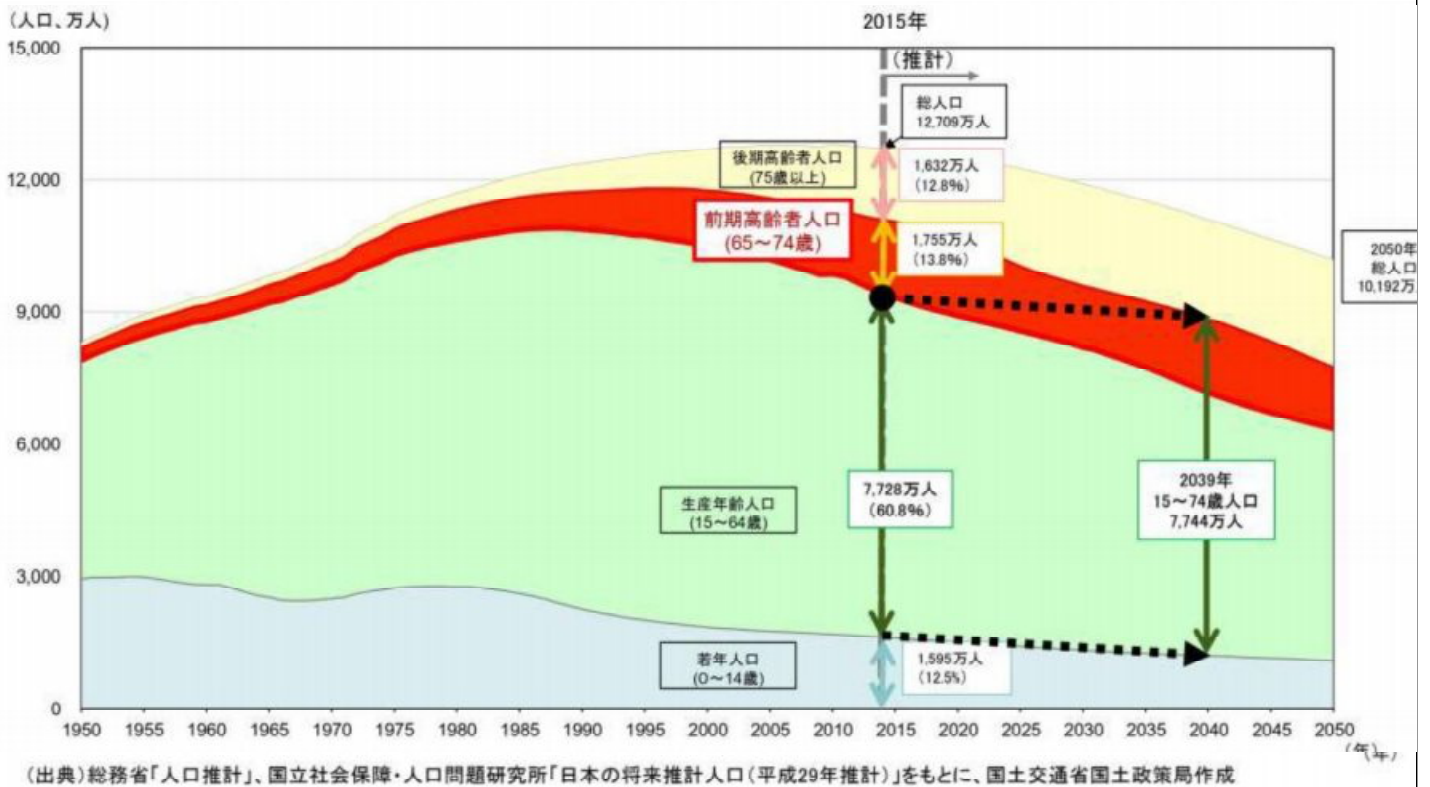 (人口、万人)
2015年
15,000
(推計)
総人口
12,709万人
後期高齢者人口
(75歳以上)
1,632万人
(12.8%)
12,000
前期高齢者人口
(65～74歳)
1,755万人
(13.8%)
2050年
総人口
10,192万
9,000
6,000
生産年齢人口
(15～64歳)
7,728万人
(60.8%)
2039年
15～74歳人口
7,744万人
3,000
若年人口
(0～14歳)
1,595万人
(12.5%)
0
1950 1955 1960 1965 1970 1975 1980 1985 1990 1995 2000 2005 2010 2015 2020 2025 2030 2035 2040 2045 2050
(年)
(出典)総務省「人口推計」、国立社会保障・人口問題研究所「日本の将来推計人口(平成29年推計)」をもとに、国土交通省国土政策局作成